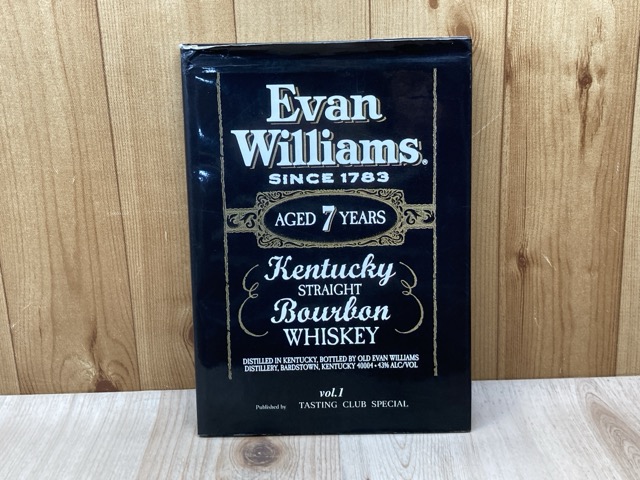 Evan
Williams®
SINCE 1783
AGED 7 YEARS
Kentucky
STRAIGHT
Bourbon
WHISKEY
DISTILLED IN KENTUCKY, BOTTLED BY OLD EVAN WILLIAMS
DISTILLERY, BARDSTOWN, KENTUCKY 40004 • 43% ALC/VOL
vol.1
Published by TASTING CLUB SPECIAL